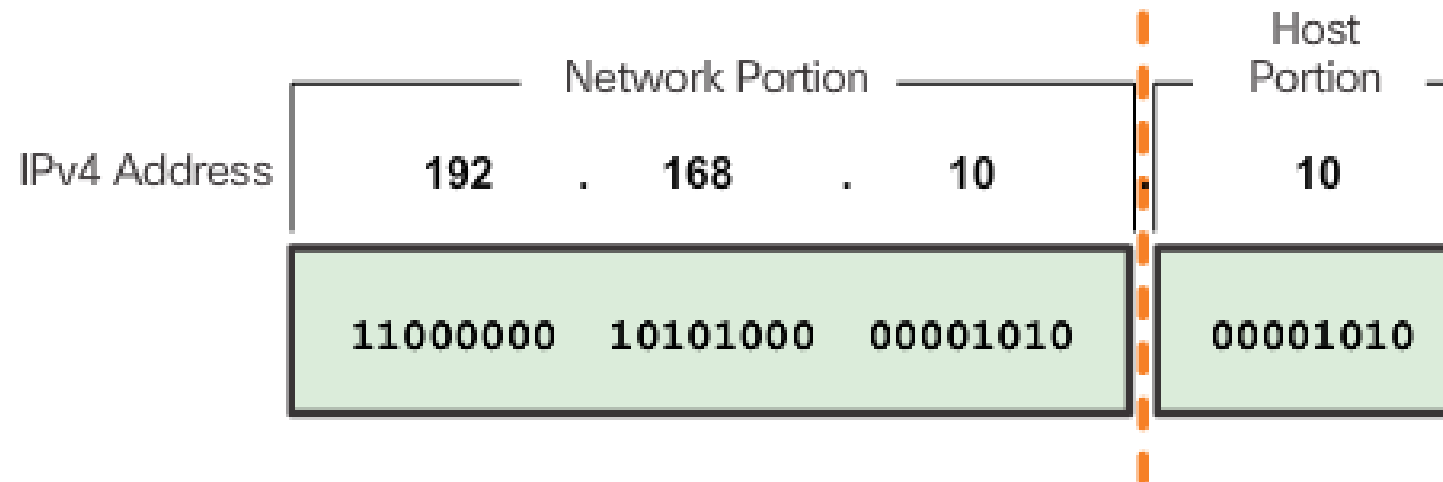 Host
Network Portion Portion
IPv4 Address 192 . 168 . 10 . 10
11000000 10101000 00001010 00001010